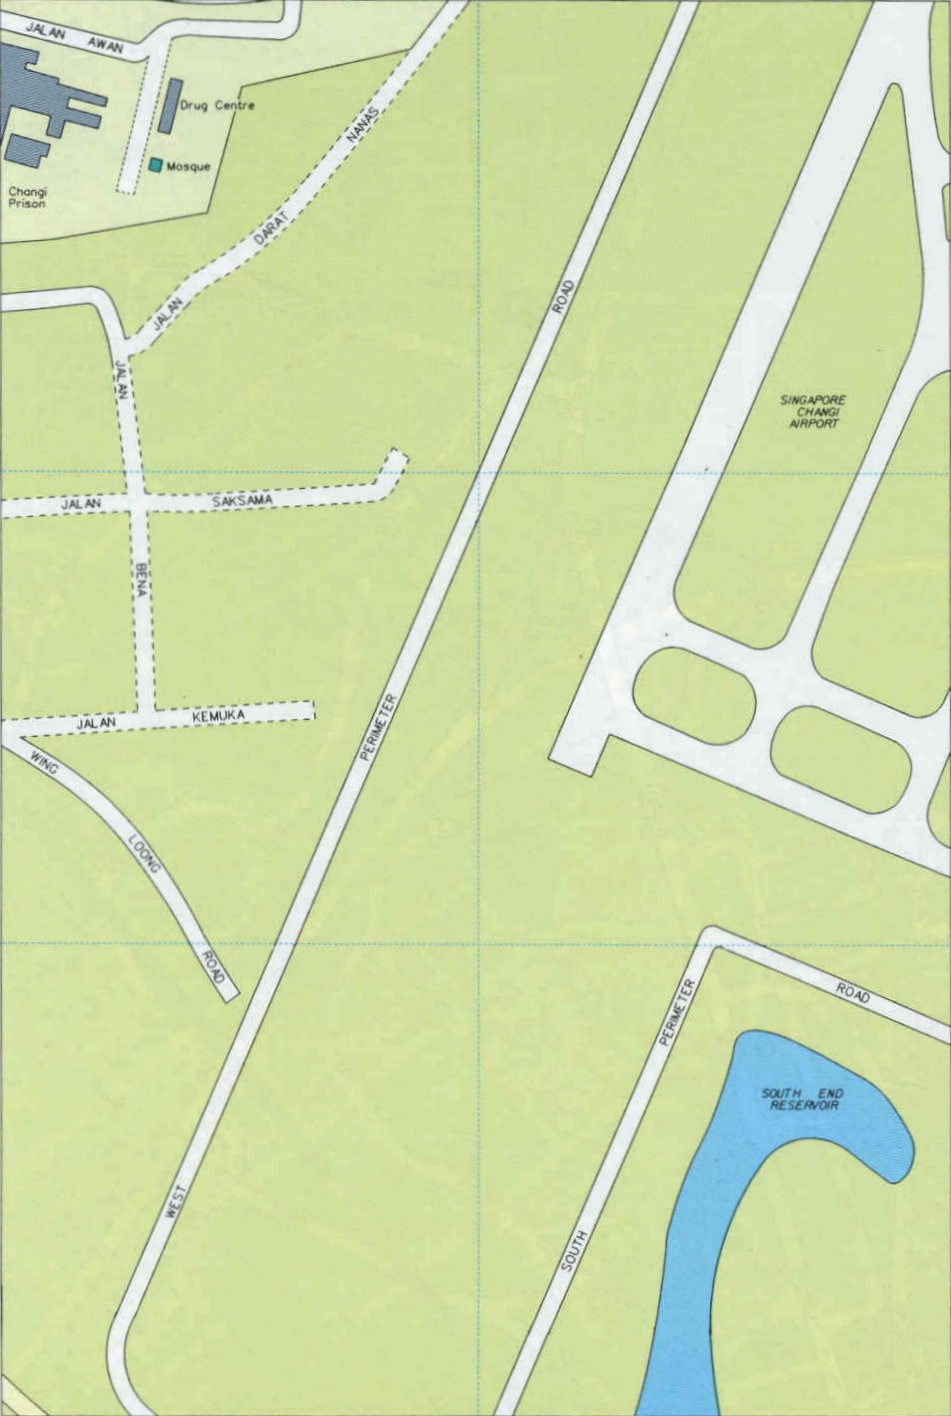 JALAN AWAN
Drug Centre
Mosque
Changi
Prison
JALAN DARAT NANAS
ROAD
JALAN
SINGAPORE
CHANGI
AIRPORT
JALAN SAKSAMA
BENA
JALAN KEMUKA
PERIMETER
WING LOONG ROAD
PERIMETER
ROAD
SOUTH END
RESERVOIR
WEST
SOUTH